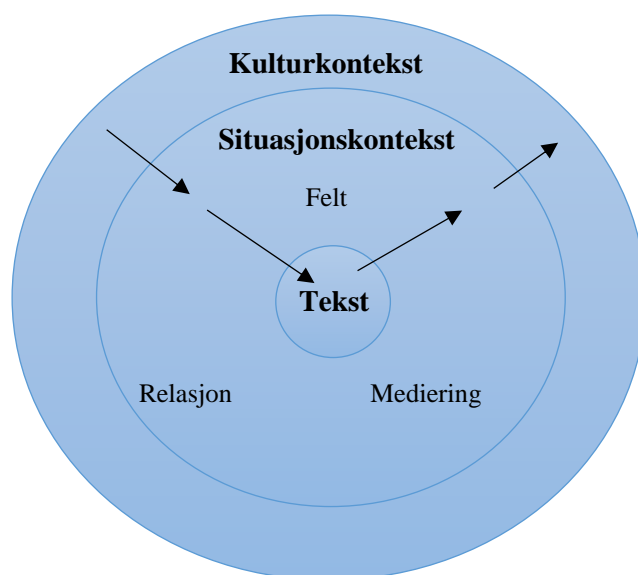 Kulturkontekst
Situasjonskontekst
Felt
Tekst
Relasjon
Mediering